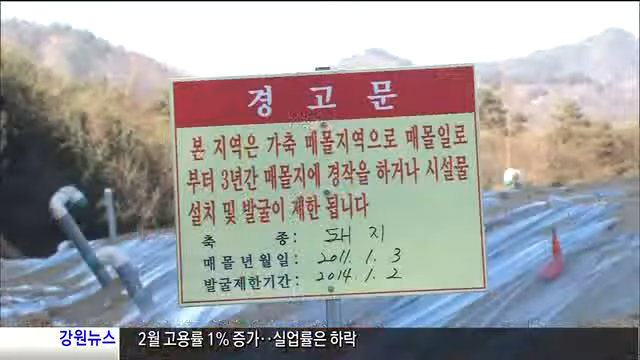 경고문
본 지역은 가축 매몰지역으로 매몰일로
부터 3년간 매몰지에 경작을 하거나 시설물
설치 및 발굴이 제한 됩니다
축 종 : 돼지
매몰년월일 : 2011. 1. 3
발굴제한기간 : 2014. 1. 2
강원뉴스 2월 고용률 1% 증가‥실업률은 하락